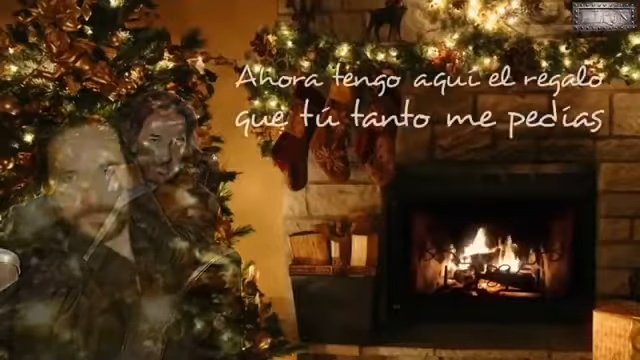 Ahora tengo aquí el regalo
que tú tanto me pedías